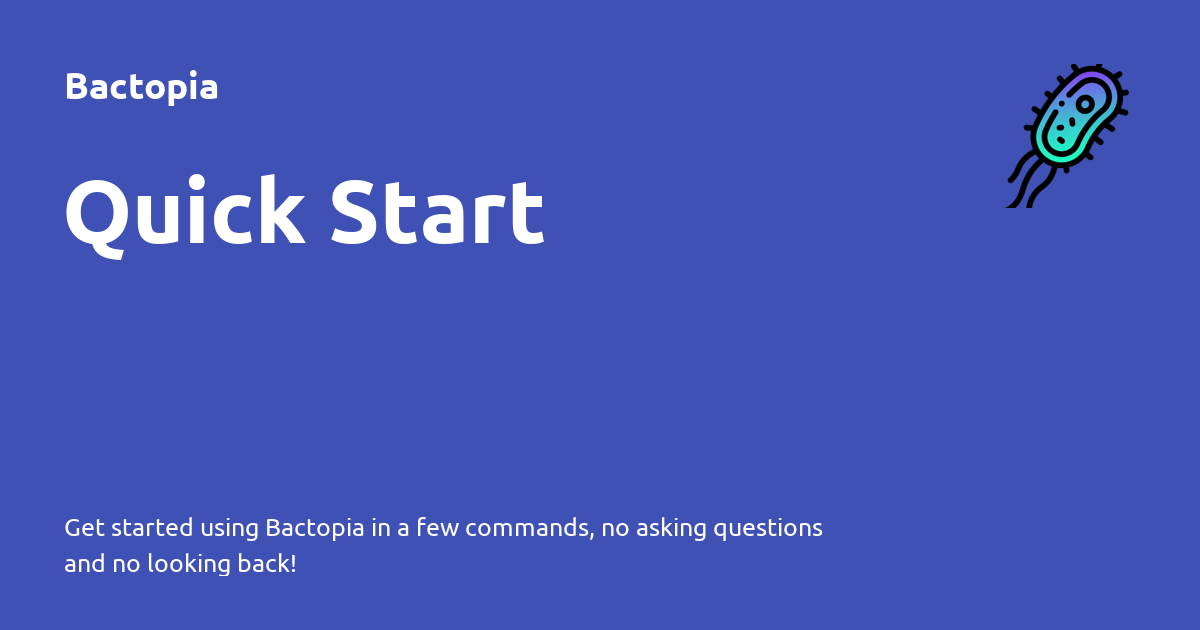 Bactopia
Quick Start
Get started using Bactopia in a few commands, no asking questions
and no looking back!